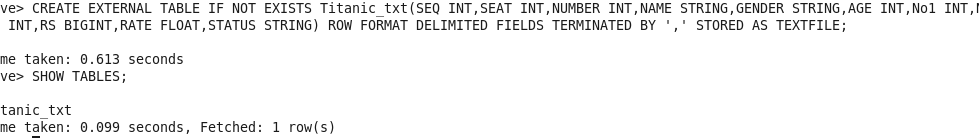 ve> CREATE EXTERNAL TABLE IF NOT EXISTS Titanic_txt(SEQ INT,SEAT INT,NUMBER INT,NAME STRING,GENDER STRING,AGE INT,No1 INT,N
INT,RS BIGINT,RATE FLOAT,STATUS STRING) ROW FORMAT DELIMITED FIELDS TERMINATED BY ',' STORED AS TEXTFILE;
me taken: 0.613 seconds
ve> SHOW TABLES;
tanic_txt
me taken: 0.099 seconds, Fetched: 1 row(s)